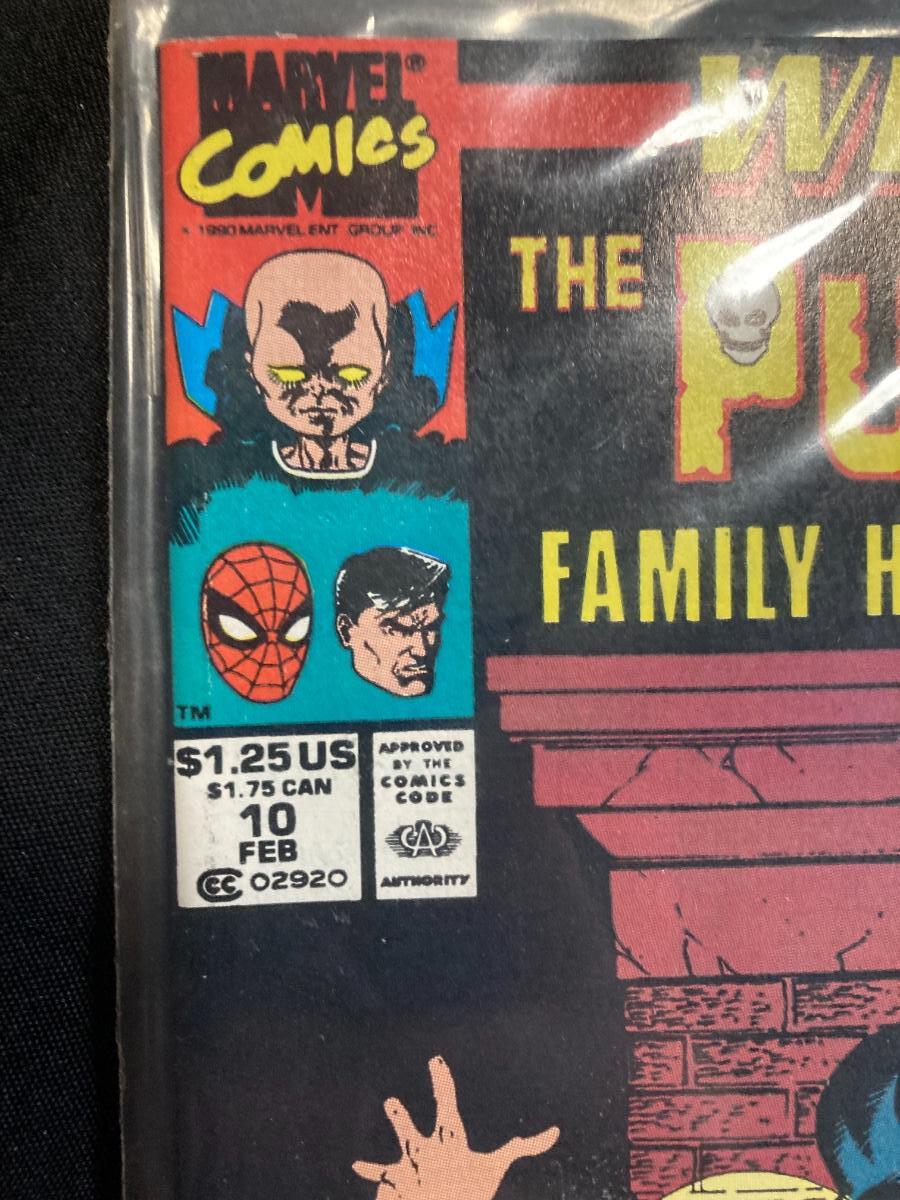 MARVEL®
COMICS
M
© 1990 MARVEL ENT GROUP INC
THE PU
FAMILY H
TM
$1.25 US
$1.75 CAN
10
FEB
CC 02920
APPROVED
BY THE
COMICS
CODE
CA
AUTHORITY